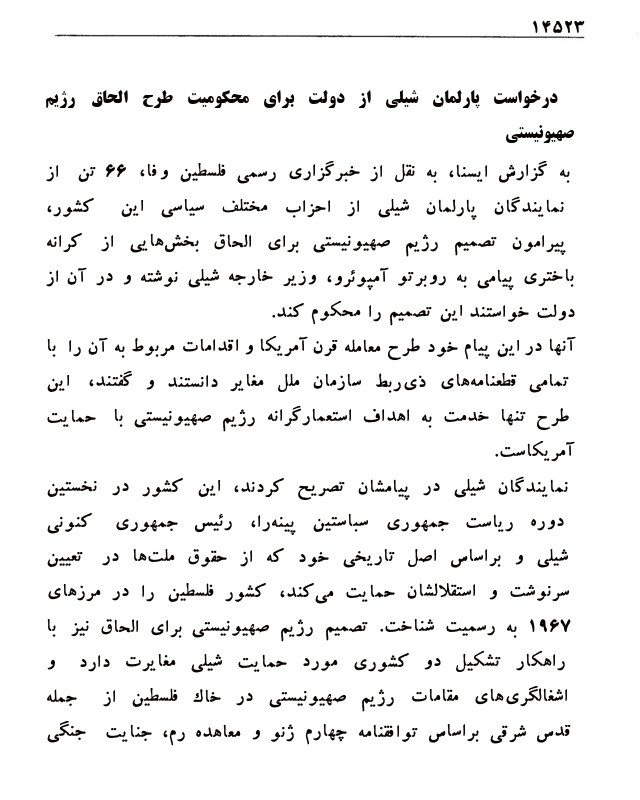 ۱۴۵۲۳
درخواست پارلمان شیلی از دولت برای محکومیت طرح الحاق رژیم
صهیونیستی
به گزارش ایسنا، به نقل از خبرگزاری رسمی فلسطین وفا، ۶۶ تن از
نمایندگان پارلمان شیلی از احزاب مختلف سیاسی این کشور،
پیرامون تصمیم رژیم صهیونیستی برای الحاق بخش‌هایی از کرانه
باختری پیامی به روبرتو آمپوئرو، وزیر خارجه شیلی نوشته و در آن از
دولت خواستند این تصمیم را محکوم کند.
آنها در این پیام خود طرح معامله قرن آمریکا و اقدامات مربوط به آن را با
تمامی قطعنامه‌های ذی‌ربط سازمان ملل مغایر دانستند و گفتند، این
طرح تنها خدمت به اهداف استعمارگرانه رژیم صهیونیستی با حمایت
آمریکاست.
نمایندگان شیلی در پیامشان تصریح کردند، این کشور در نخستین
دوره ریاست جمهوری سباستین پینه‌را، رئیس جمهوری کنونی
شیلی و براساس اصل تاریخی خود که از حقوق ملت‌ها در تعیین
سرنوشت و استقلالشان حمایت می‌کند، کشور فلسطین را در مرزهای
۱۹۶۷ به رسمیت شناخت. تصمیم رژیم صهیونیستی برای الحاق نیز با
راهکار تشکیل دو کشوری مورد حمایت شیلی مغایرت دارد و
اشغالگری‌های مقامات رژیم صهیونیستی در خاك فلسطین از جمله
قدس شرقی براساس توافقنامه چهارم ژنو و معاهده رم، جنایت جنگی